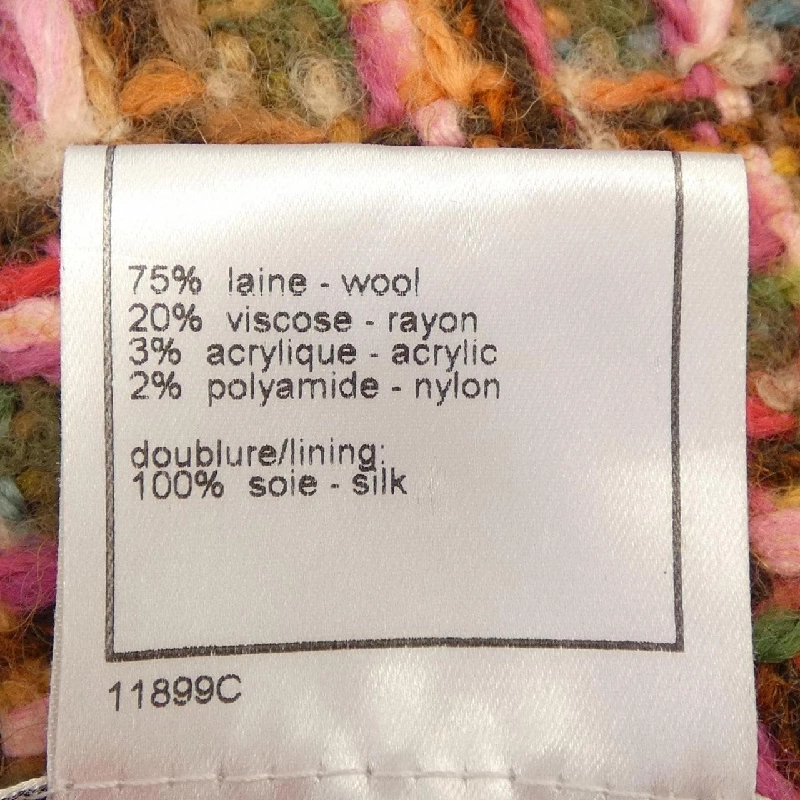 75% laine - wool
20% viscose - rayon
3% acrylique - acrylic
2% polyamide - nylon
doublure/lining:
100% soie - silk
11899C